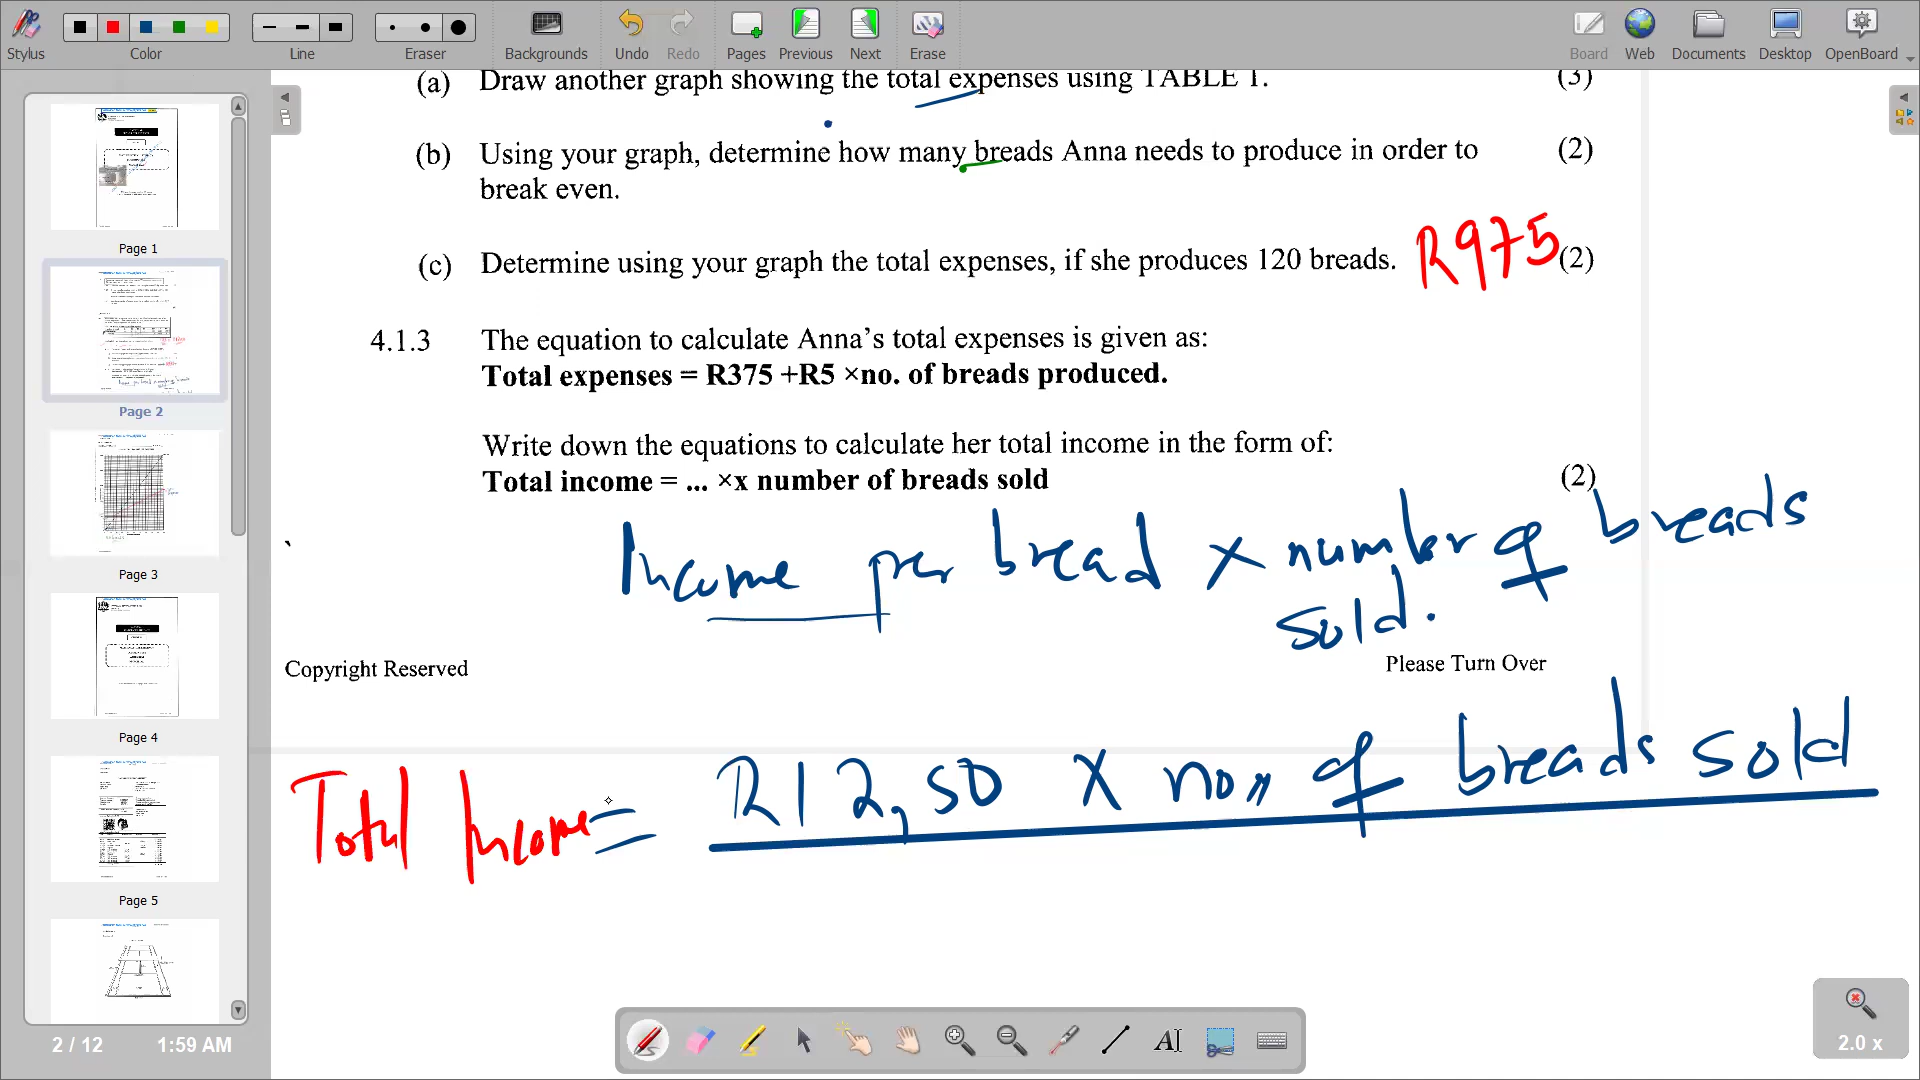 Stylus Color Line Eraser Backgrounds Undo Redo Pages Previous Next Erase Board Web Documents Desktop OpenBoard
(a) Draw another graph showing the total expenses using TABLE 1. (3)
(b) Using your graph, determine how many breads Anna needs to produce in order to (2)
break even.
(c) Determine using your graph the total expenses, if she produces 120 breads. R975 (2)
4.1.3 The equation to calculate Anna's total expenses is given as:
Total expenses = R375 +R5 ×no. of breads produced.
Write down the equations to calculate her total income in the form of:
Total income = ... ×x number of breads sold (2)
Income per bread × number of breads
sold.
Copyright Reserved Please Turn Over
Total Income = R12,50 × no. of breads sold
Page 1
Page 2
Page 3
Page 4
Page 5
2 / 12 1:59 AM
2.0 x